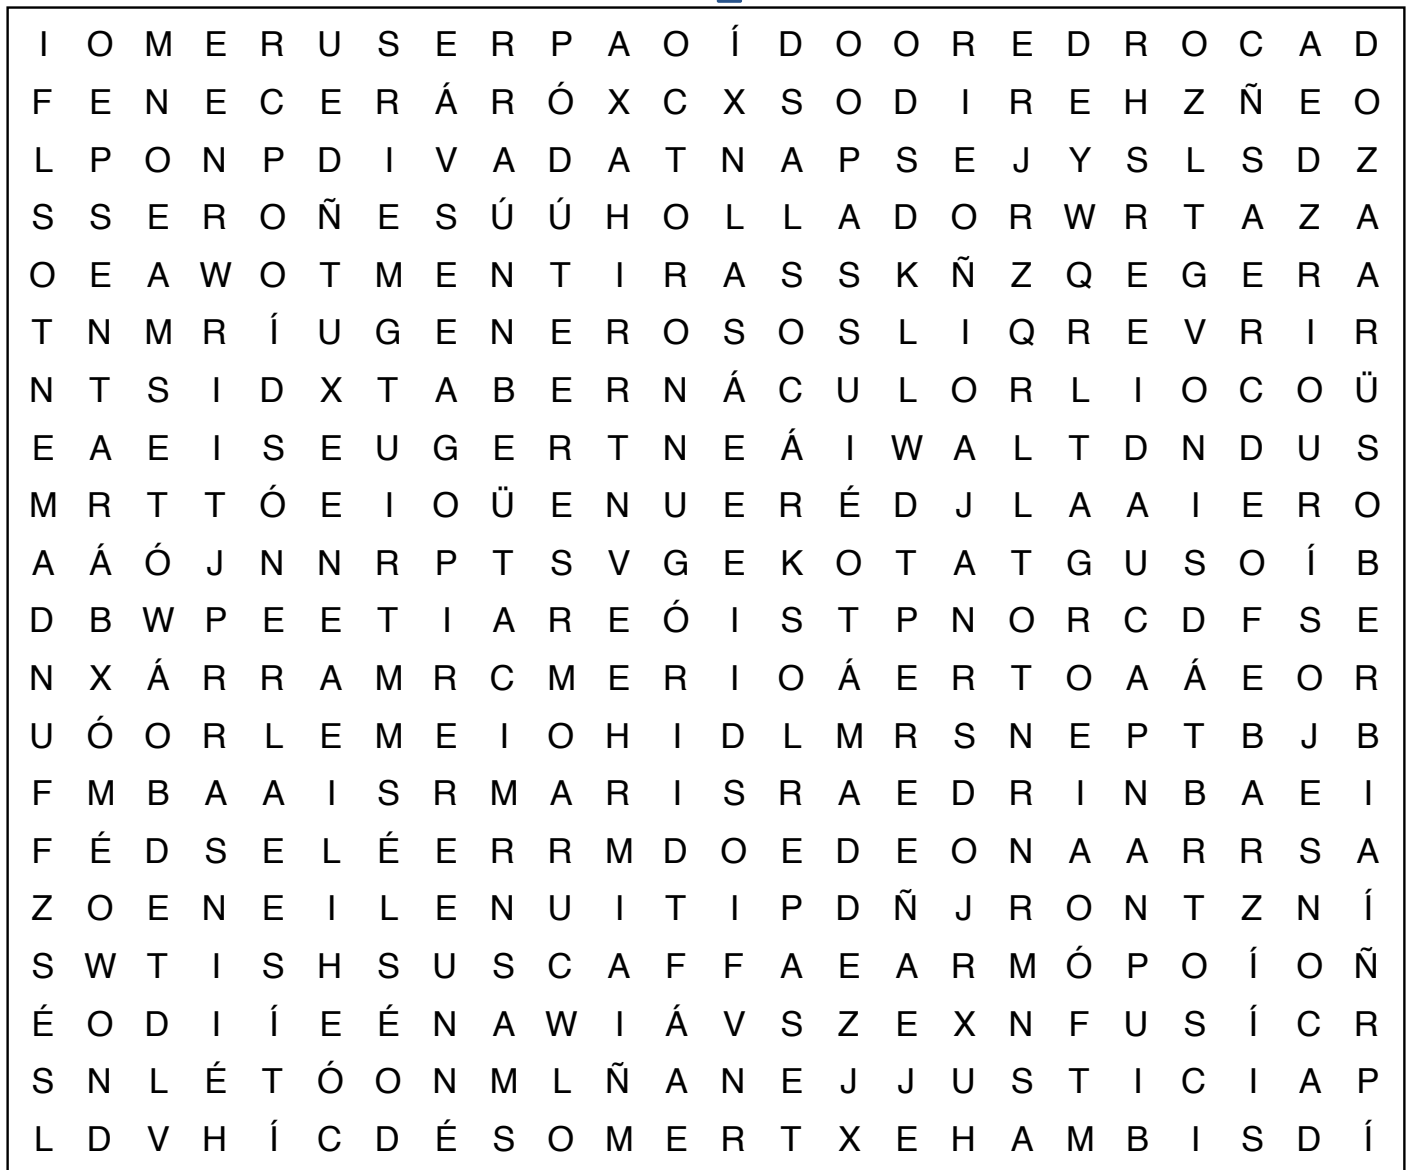 I O M E R U S E R P A O Í D O O R E D R O C A D
F E N E C E R Á R Ó X C X S O D I R E H Z Ñ E O
L P O N P D I V A D A T N A P S E J Y S L S D Z
S S E R O Ñ E S Ú Ú H O L L A D O R W R T A Z A
O E A W O T M E N T I R A S S K Ñ Z Q E G E R A
T N M R Í U G E N E R O S O S L I Q R E V R I R
N T S I D X T A B E R N Á C U L O R L I O C O Ü
E A E I S E U G E R T N E Á I W A L T D N D U S
M R T T Ó E I O Ü E N U E R É D J L A A I E R O
A Á Ó J N N R P T S V G E K O T A T G U S O Í B
D B W P E E T I A R E Ó I S T P N O R C D F S E
N X Á R R A M R C M E R I O Á E R T O A Á E O R
U Ó O R L E M E I O H I D L M R S N E P T B J B
F M B A A I S R M A R I S R A E D R I N B A E I
F É D S E L É E R R M D O E D E O N A A R R S A
Z O E N E I L E N U I T I P D Ñ J R O N T Z N Í
S W T I S H S U S C A F F A E A R M Ó P O Í O Ñ
É O D I Í E É N A W I Á V S Z E X N F U S Í C R
S N L É T Ó O N M L Ñ A N E J J U S T I C I A P
L D V H Í C D É S O M E R T X E H A M B I S D Í